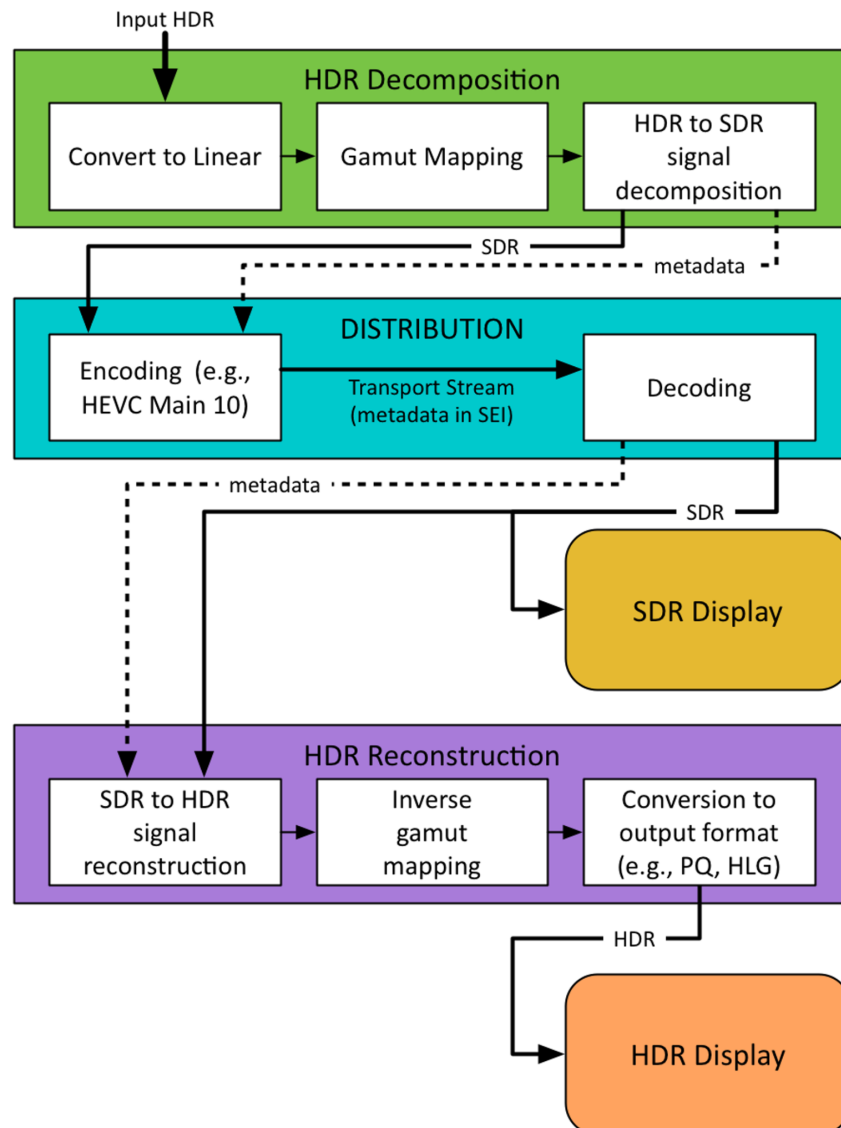 Input HDR
HDR Decomposition
Convert to Linear
Gamut Mapping
HDR to SDR
signal
decomposition
SDR
metadata
DISTRIBUTION
Encoding (e.g.,
HEVC Main 10)
Transport Stream
(metadata in SEI)
Decoding
metadata
SDR
SDR Display
HDR Reconstruction
SDR to HDR
signal
reconstruction
Inverse
gamut
mapping
Conversion to
output format
(e.g., PQ, HLG)
HDR
HDR Display